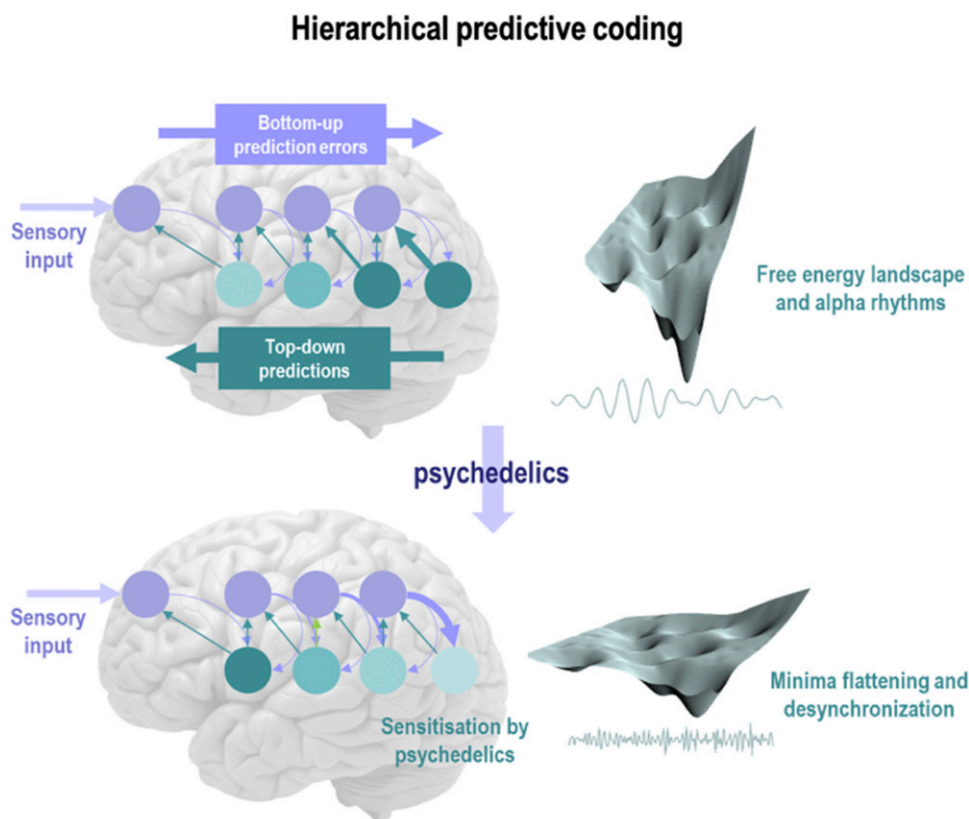 Hierarchical predictive coding
Bottom-up
prediction errors
Sensory
input
Free energy landscape
and alpha rhythms
Top-down
predictions
psychedelics
Sensory
input
Sensitisation by
psychedelics
Minima flattening and
desynchronization